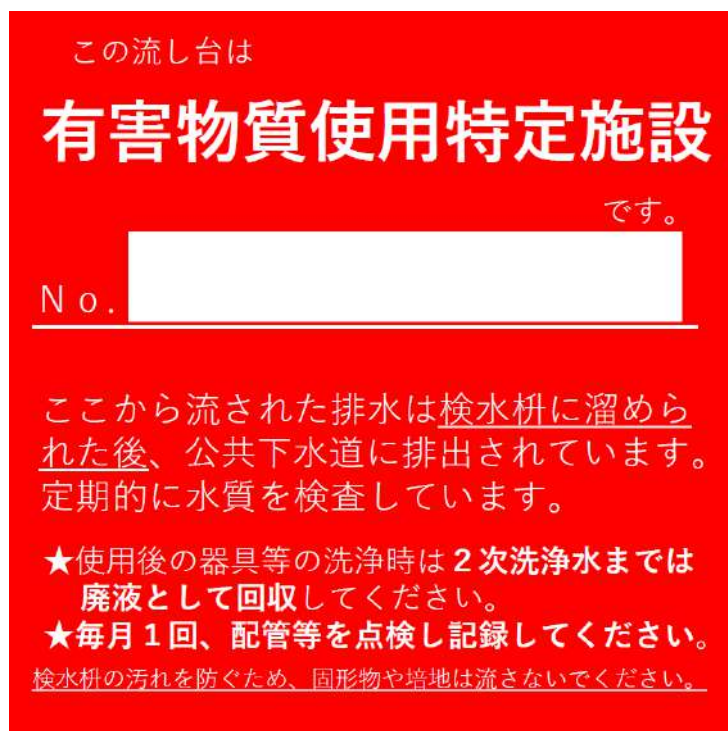 この流し台は
有害物質使用特定施設
です。
No.
ここから流された排水は検水枡に溜めら
れた後、公共下水道に排出されています。
定期的に水質を検査しています。
★使用後の器具等の洗浄時は２次洗浄水までは
廃液として回収してください。
★毎月１回、配管等を点検し記録してください。
検水枡の汚れを防ぐため、固形物や培地は流さないでください。